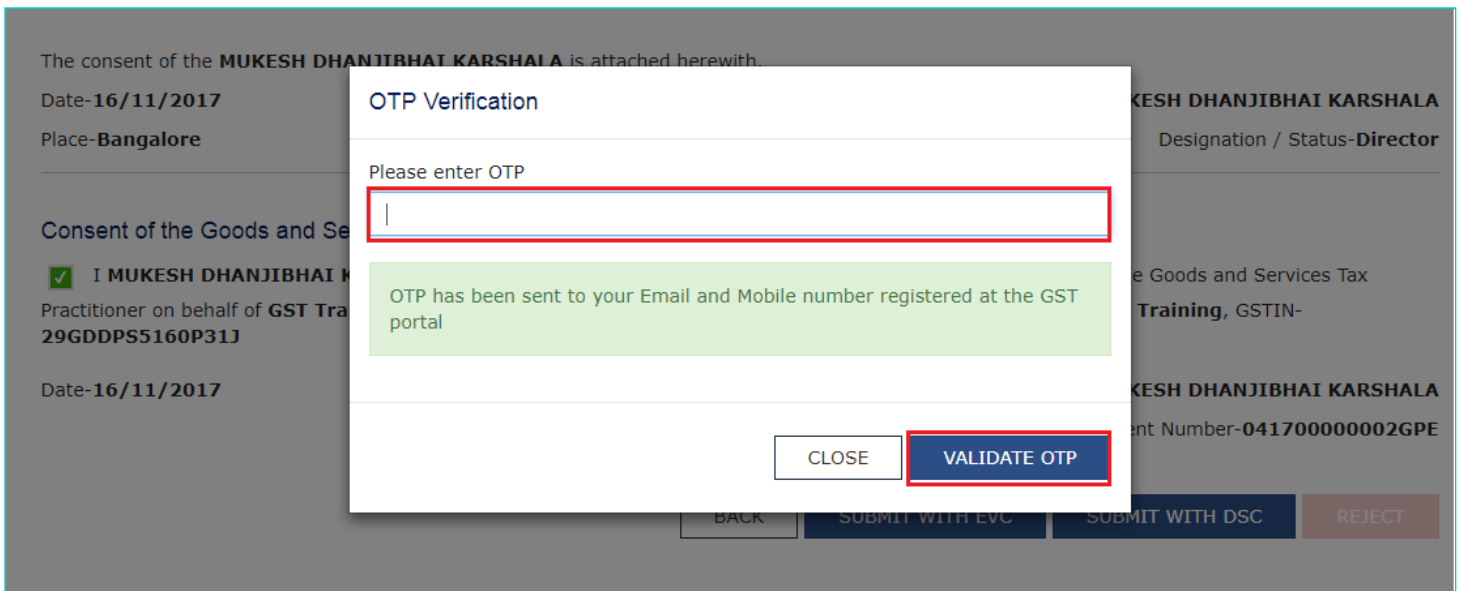 The consent of the MUKESH DHANJIBHAI KARSHALA is attached herewith.
Date-16/11/2017
OTP Verification
KESH DHANJIBHAI KARSHALA
Place-Bangalore
Designation / Status-Director
Please enter OTP
Consent of the Goods and Se
I MUKESH DHANJIBHAI K
e Goods and Services Tax
OTP has been sent to your Email and Mobile number registered at the GST
portal
Practitioner on behalf of GST Tra
Training, GSTIN-
29GDDPS5160P31J
Date-16/11/2017
KESH DHANJIBHAI KARSHALA
ent Number-041700000002GPE
CLOSE
VALIDATE OTP
BACK
SUBMIT WITH EVC
SUBMIT WITH DSC
REJECT